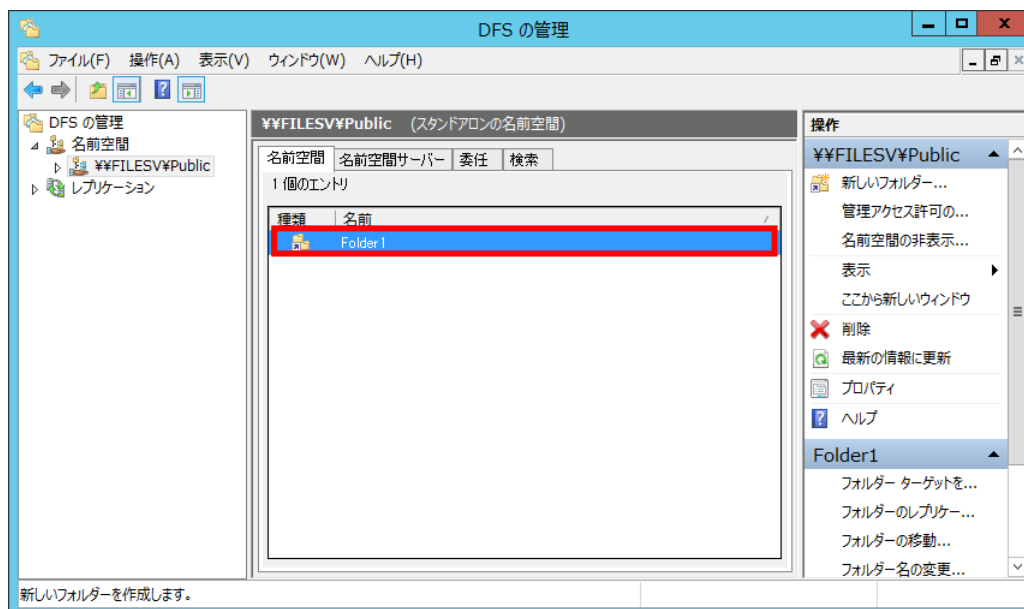 DFS の管理
ファイル(F) 操作(A) 表示(V) ウィンドウ(W) ヘルプ(H)
DFS の管理
名前空間
¥¥FILESV¥Public
レプリケーション
¥¥FILESV¥Public (スタンドアロンの名前空間)
名前空間 名前空間サーバー 委任 検索
1 個のエントリ
種類 名前
Folder1
操作
¥¥FILESV¥Public
新しいフォルダー...
管理アクセス許可の...
名前空間の非表示...
表示
ここから新しいウィンドウ
削除
最新の情報に更新
プロパティ
ヘルプ
Folder1
フォルダー ターゲットを...
フォルダーのレプリケー...
フォルダーの移動...
フォルダー名の変更...
新しいフォルダーを作成します。